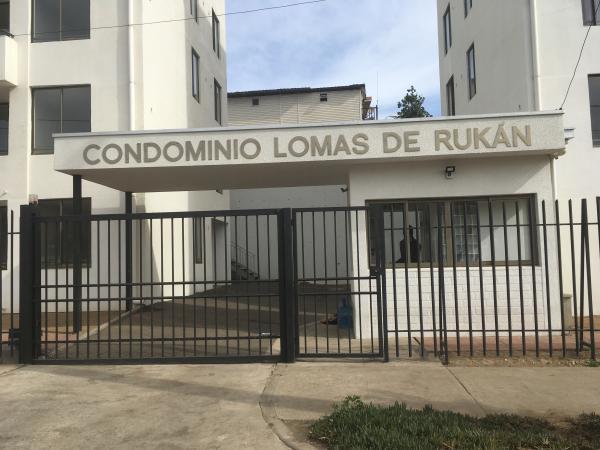 CONDOMINIO LOMAS DE RUKÁN